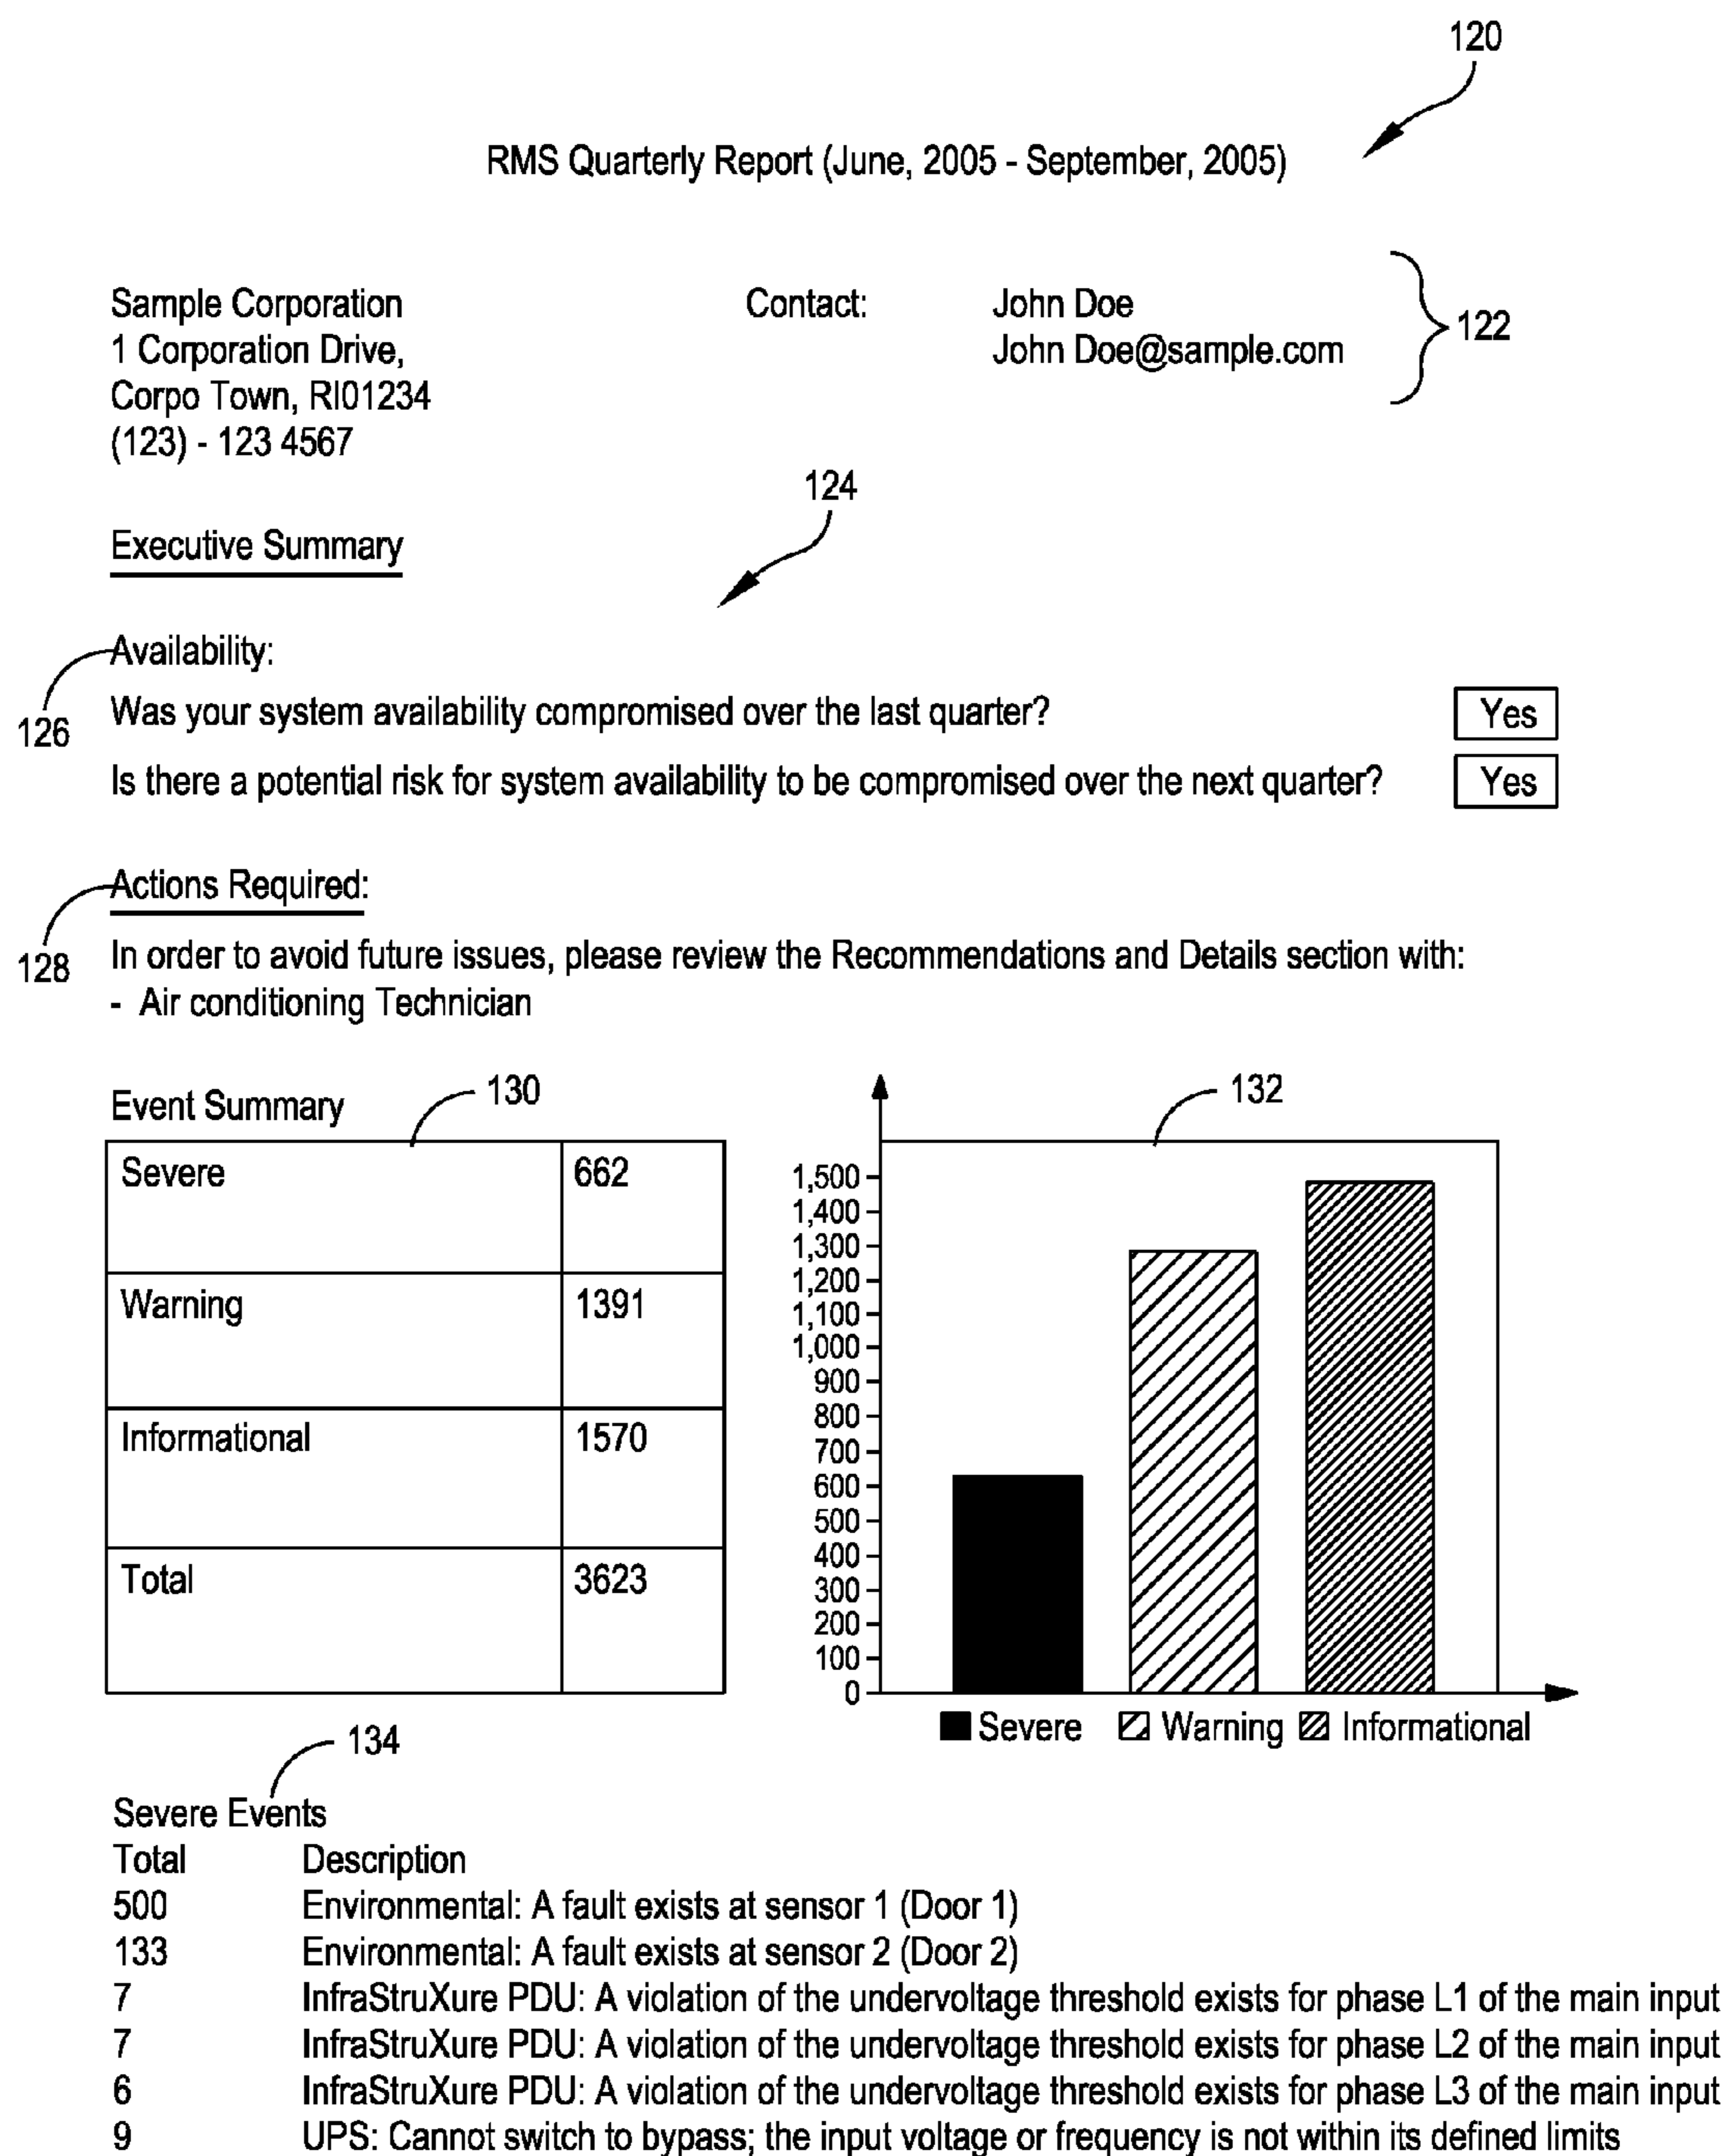 120
RMS Quarterly Report (June, 2005 - September, 2005)
Sample Corporation
1 Corporation Drive,
Corpo Town, RI01234
(123) - 123 4567
Contact:
John Doe
John Doe@sample.com
122
124
Executive Summary
126
Availability:
Was your system availability compromised over the last quarter? Yes
Is there a potential risk for system availability to be compromised over the next quarter? Yes
128
Actions Required:
In order to avoid future issues, please review the Recommendations and Details section with:
- Air conditioning Technician
Event Summary
130
Severe 662
Warning 1391
Informational 1570
Total 3623
132
1,500
1,400
1,300
1,200
1,100
1,000
900
800
700
600
500
400
300
200
100
0
Severe Warning Informational
134
Severe Events
Total Description
500 Environmental: A fault exists at sensor 1 (Door 1)
133 Environmental: A fault exists at sensor 2 (Door 2)
7 InfraStruXure PDU: A violation of the undervoltage threshold exists for phase L1 of the main input
7 InfraStruXure PDU: A violation of the undervoltage threshold exists for phase L2 of the main input
6 InfraStruXure PDU: A violation of the undervoltage threshold exists for phase L3 of the main input
9 UPS: Cannot switch to bypass; the input voltage or frequency is not within its defined limits